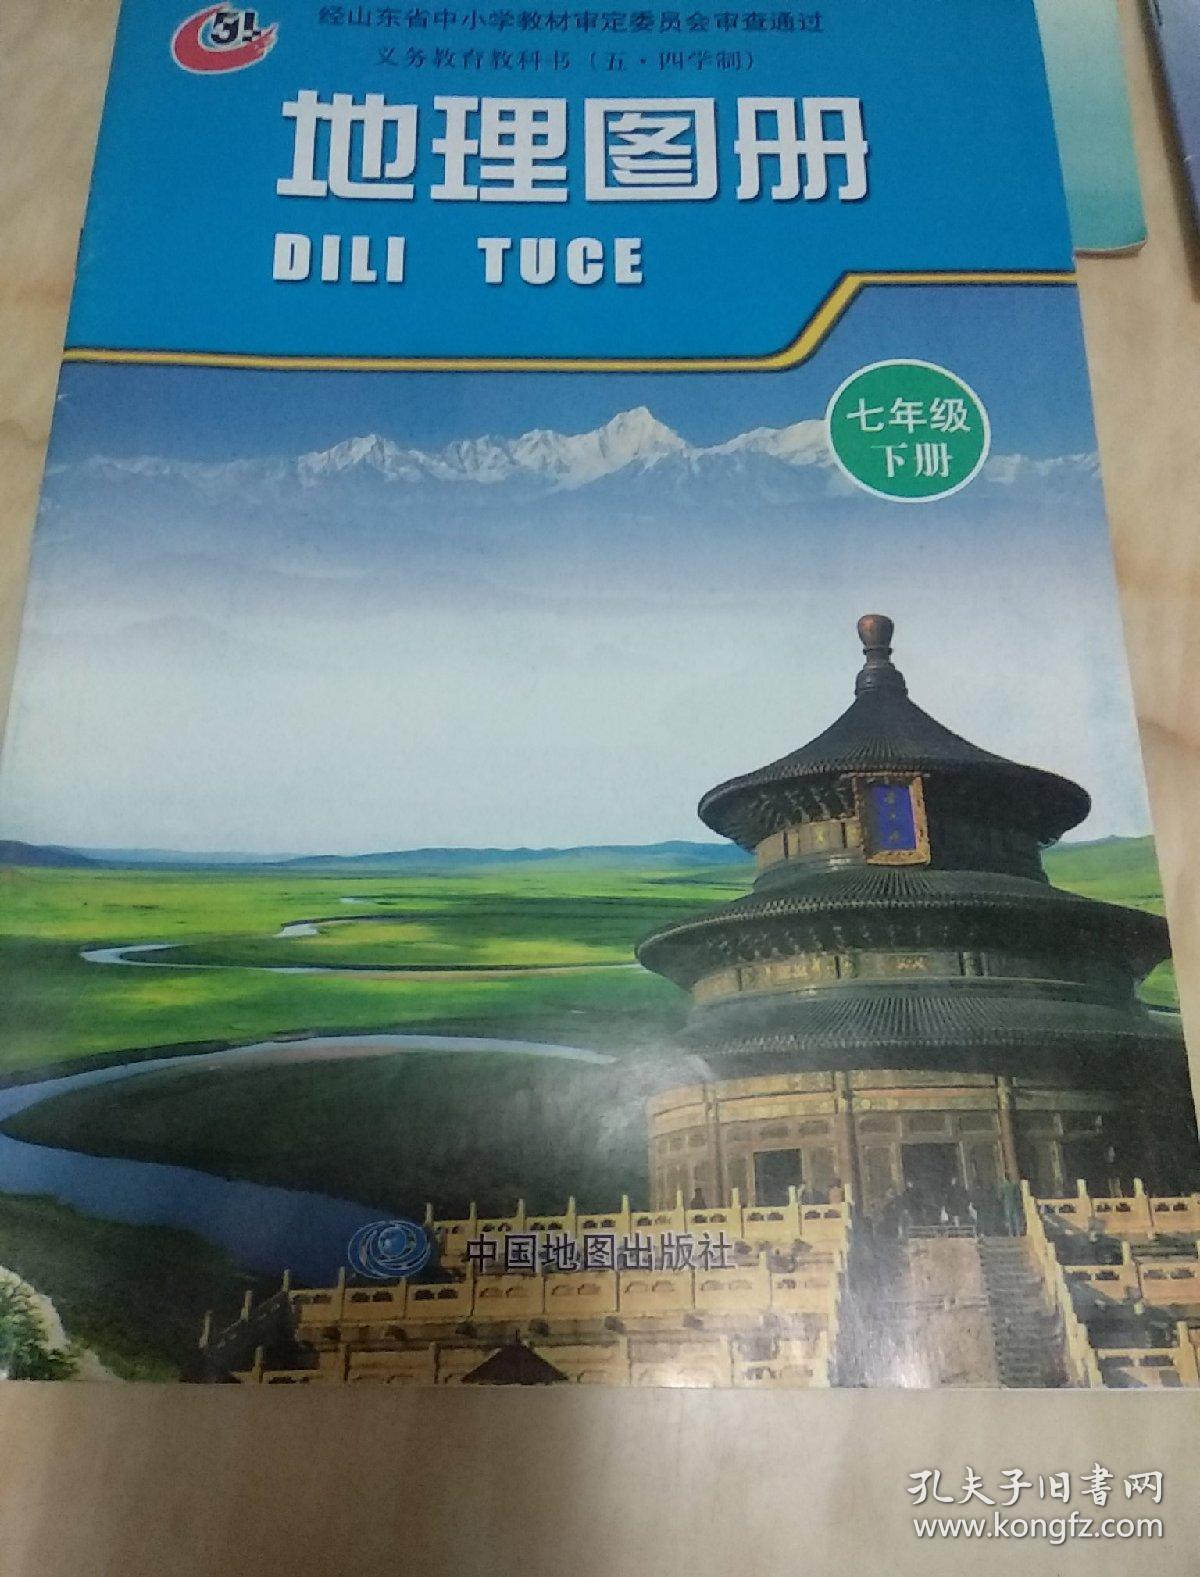 5!
经山东省中小学教材审定委员会审查通过
义务教育教科书（五·四学制）
地理图册
DILI TUCE
七年级
下册
中国地图出版社
孔夫子旧书网
www.kongfz.com